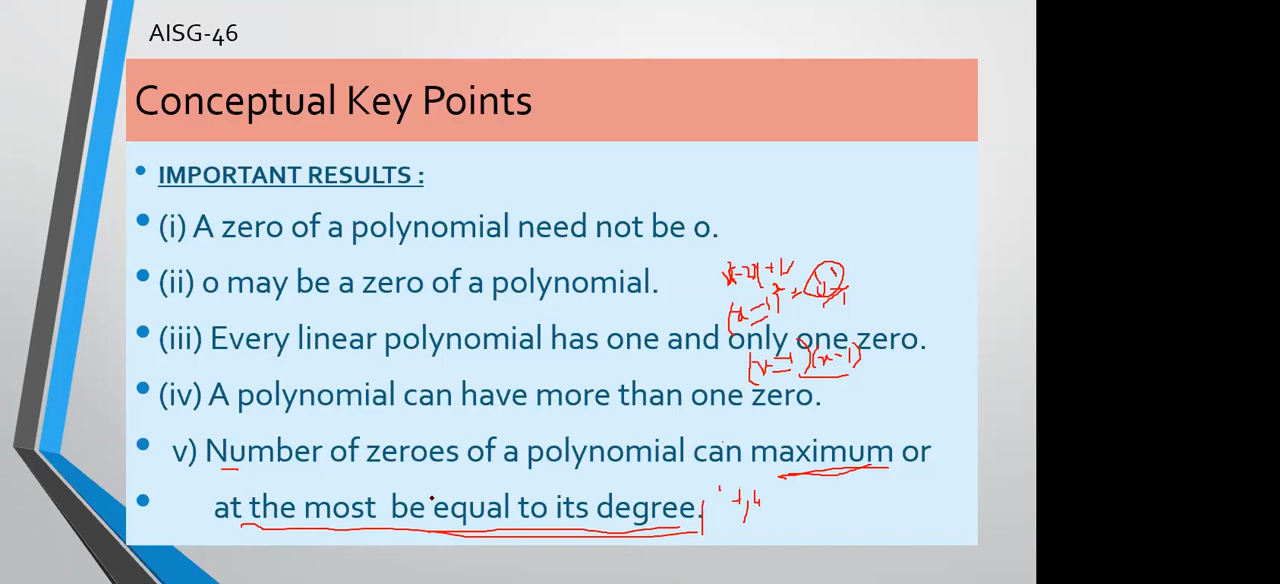 AISG-46
Conceptual Key Points
• IMPORTANT RESULTS :
• (i) A zero of a polynomial need not be 0.
• (ii) 0 may be a zero of a polynomial.
• (iii) Every linear polynomial has one and only one zero.
(x-1)(x-1)
• (iv) A polynomial can have more than one zero.
• v) Number of zeroes of a polynomial can maximum or
• at the most be equal to its degree.